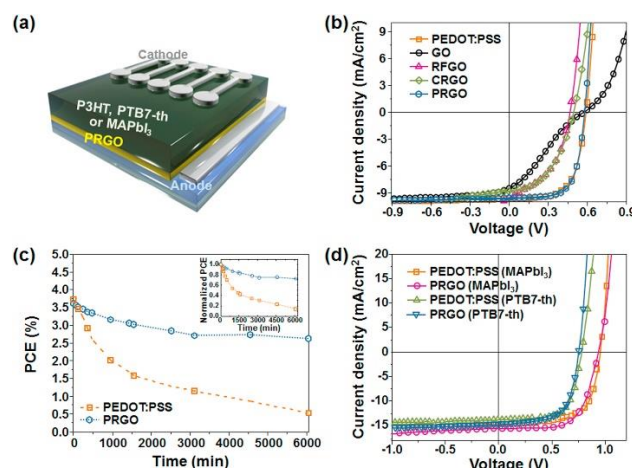 (a)
Cathode
P3HT, PTB7-th
or MAPbI3
PRGO
Anode
(b)
Current density (mA/cm²)
9
6
3
0
-3
-6
-9
PEDOT:PSS
GO
RFGO
CRGO
PRGO
-0.9 -0.6 -0.3 0.0 0.3 0.6 0.9
Voltage (V)
(c)
PCE (%)
5.0
4.5
4.0
3.5
3.0
2.5
2.0
1.5
1.0
0.5
0.0
Normalized PCE
1.0
0.8
0.6
0.4
0.2
0.0
0 1500 3000 4500 6000
Time (min)
PEDOT:PSS
PRGO
0 1000 2000 3000 4000 5000 6000
Time (min)
(d)
Current density (mA/cm²)
20
15
10
5
0
-5
-10
-15
PEDOT:PSS (MAPbI3)
PRGO (MAPbI3)
PEDOT:PSS (PTB7-th)
PRGO (PTB7-th)
-1.0 -0.5 0.0 0.5 1.0
Voltage (V)